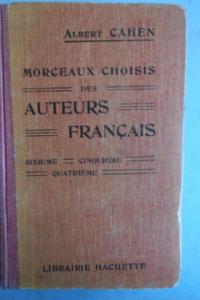 ALBERT CAHEN
MORCEAUX CHOISIS
DES
AUTEURS
FRANÇAIS
SIXIÈME — CINQUIÈME
QUATRIÈME
LIBRAIRIE HACHETTE